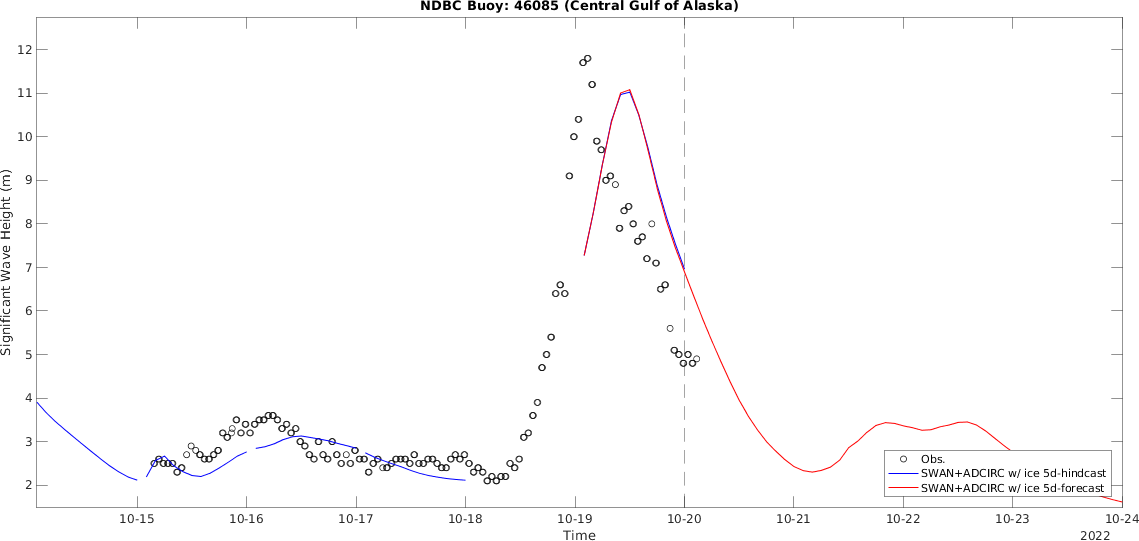 NDBC Buoy: 46085 (Central Gulf of Alaska)
Significant Wave Height (m)
12
11
10
9
8
7
6
5
4
3
2
Obs.
SWAN+ADCIRC w/ ice 5d-hindcast
SWAN+ADCIRC w/ ice 5d-forecast
10-15 10-16 10-17 10-18 10-19 10-20 10-21 10-22 10-23 10-24
Time
2022